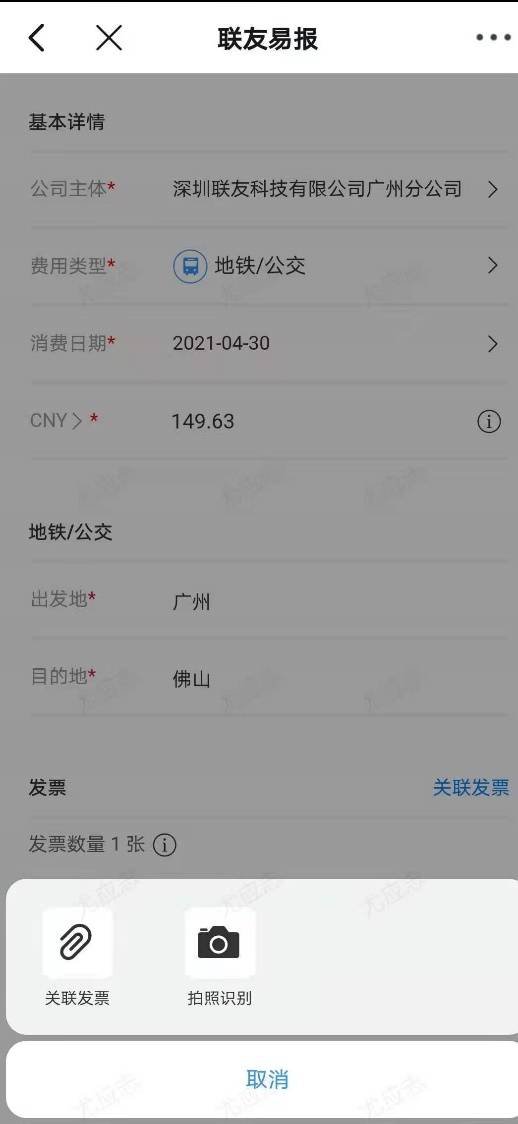 联友易报
基本详情
公司主体* 深圳联友科技有限公司广州分公司
费用类型* 地铁/公交
消费日期* 2021-04-30
CNY > * 149.63
地铁/公交
出发地* 广州
目的地* 佛山
发票 关联发票
发票数量 1 张
关联发票 拍照识别
取消
尤应志